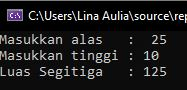 C:\Users\Lina Aulia\source\rep
Masukkan alas   :  25
Masukkan tinggi : 10
Luas Segitiga   : 125